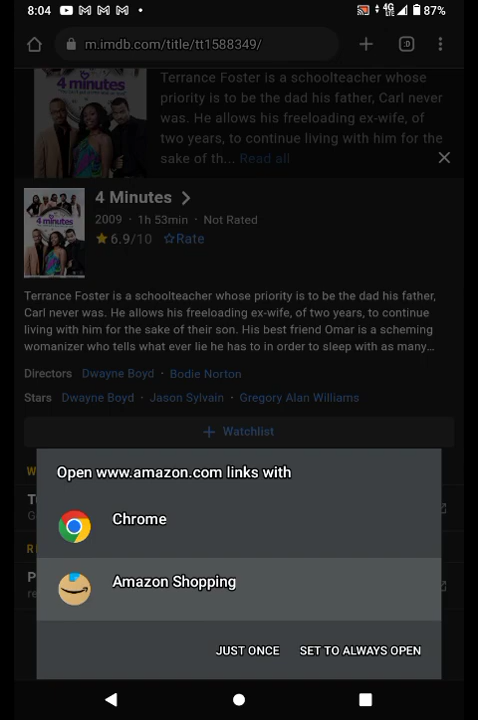 8:04
4G
87%
m.imdb.com/title/tt1588349/
:D
4 minutes
Terrance Foster is a schoolteacher whose
priority is to be the dad his father, Carl never
was. He allows his freeloading ex-wife, of
two years, to continue living with him for the
sake of th... Read all
4 minutes
4 Minutes
2009 · 1h 53min · Not Rated
6.9/10 Rate
Terrance Foster is a schoolteacher whose priority is to be the dad his father,
Carl never was. He allows his freeloading ex-wife, of two years, to continue
living with him for the sake of their son. His best friend Omar is a scheming
womanizer who tells what ever lie he has to in order to sleep with as many…
Directors Dwayne Boyd · Bodie Norton
Stars Dwayne Boyd · Jason Sylvain · Gregory Alan Williams
+ Watchlist
W
Open www.amazon.com links with
Chrome
Amazon Shopping
JUST ONCE SET TO ALWAYS OPEN